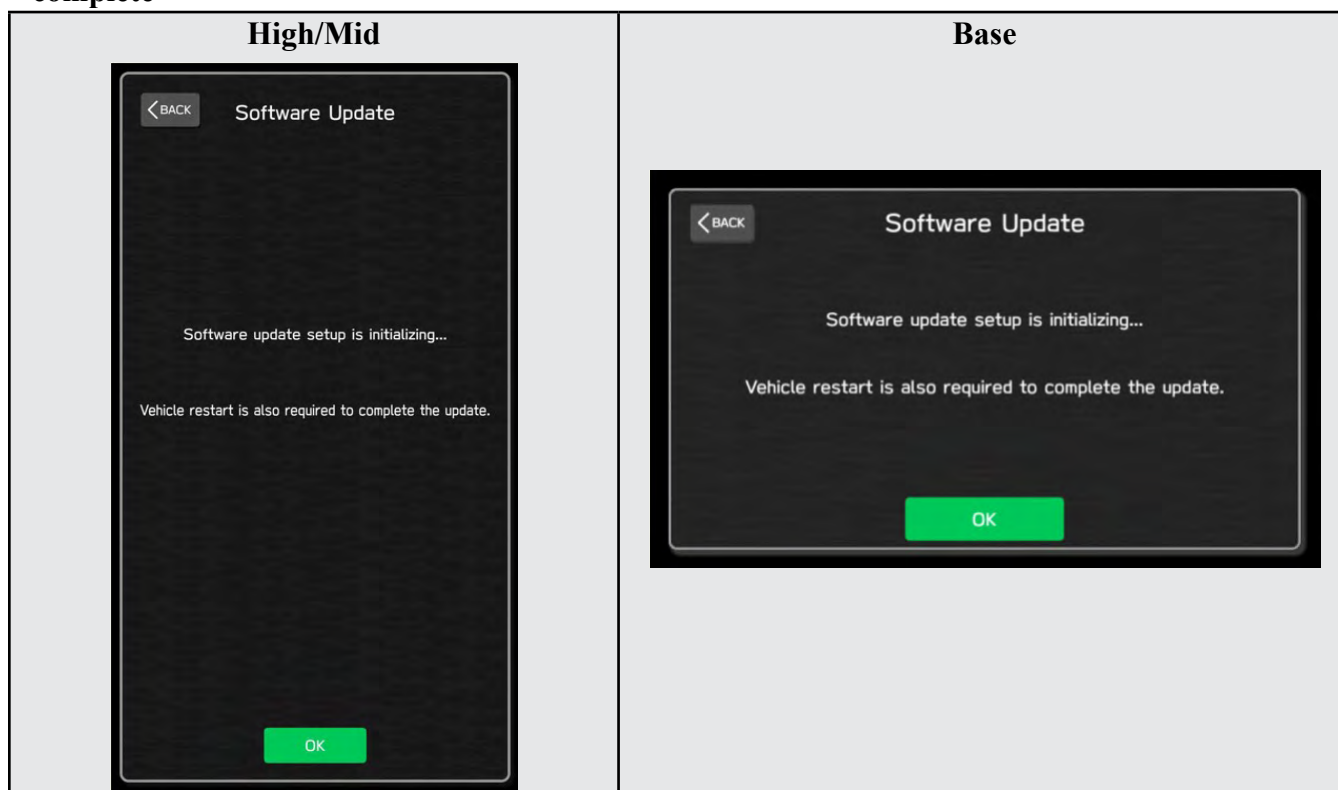 complete
High/Mid
Base
BACK
Software Update
Software update setup is initializing...
Vehicle restart is also required to complete the update.
OK
BACK
Software Update
Software update setup is initializing...
Vehicle restart is also required to complete the update.
OK